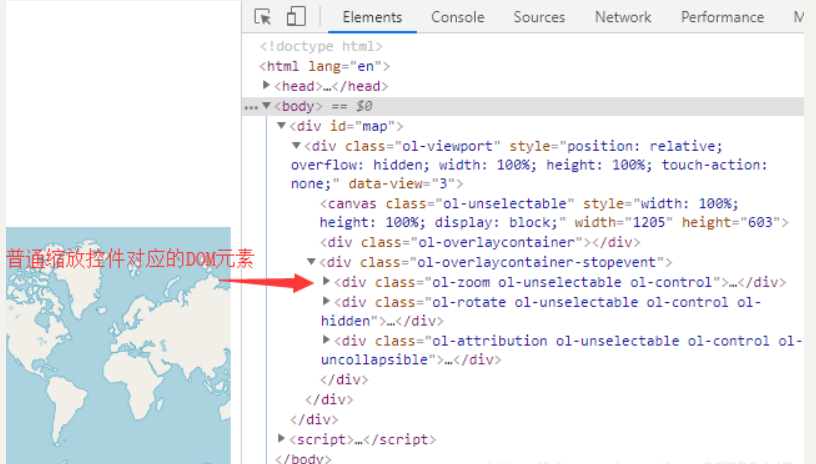 Elements Console Sources Network Performance M
<!doctype html>
<html lang="en">
▶<head>…</head>
…▼<body> == $0
▼<div id="map">
▼<div class="ol-viewport" style="position: relative;
overflow: hidden; width: 100%; height: 100%; touch-action:
none;" data-view="3">
<canvas class="ol-unselectable" style="width: 100%;
height: 100%; display: block;" width="1205" height="603">
<div class="ol-overlaycontainer"></div>
普通缩放控件对应的DOM元素
▼<div class="ol-overlaycontainer-stopevent">
▶<div class="ol-zoom ol-unselectable ol-control">…</div>
▶<div class="ol-rotate ol-unselectable ol-control ol-
hidden">…</div>
▶<div class="ol-attribution ol-unselectable ol-control ol-
uncollapsible">…</div>
</div>
</div>
</div>
▶<script>…</script>
</body>